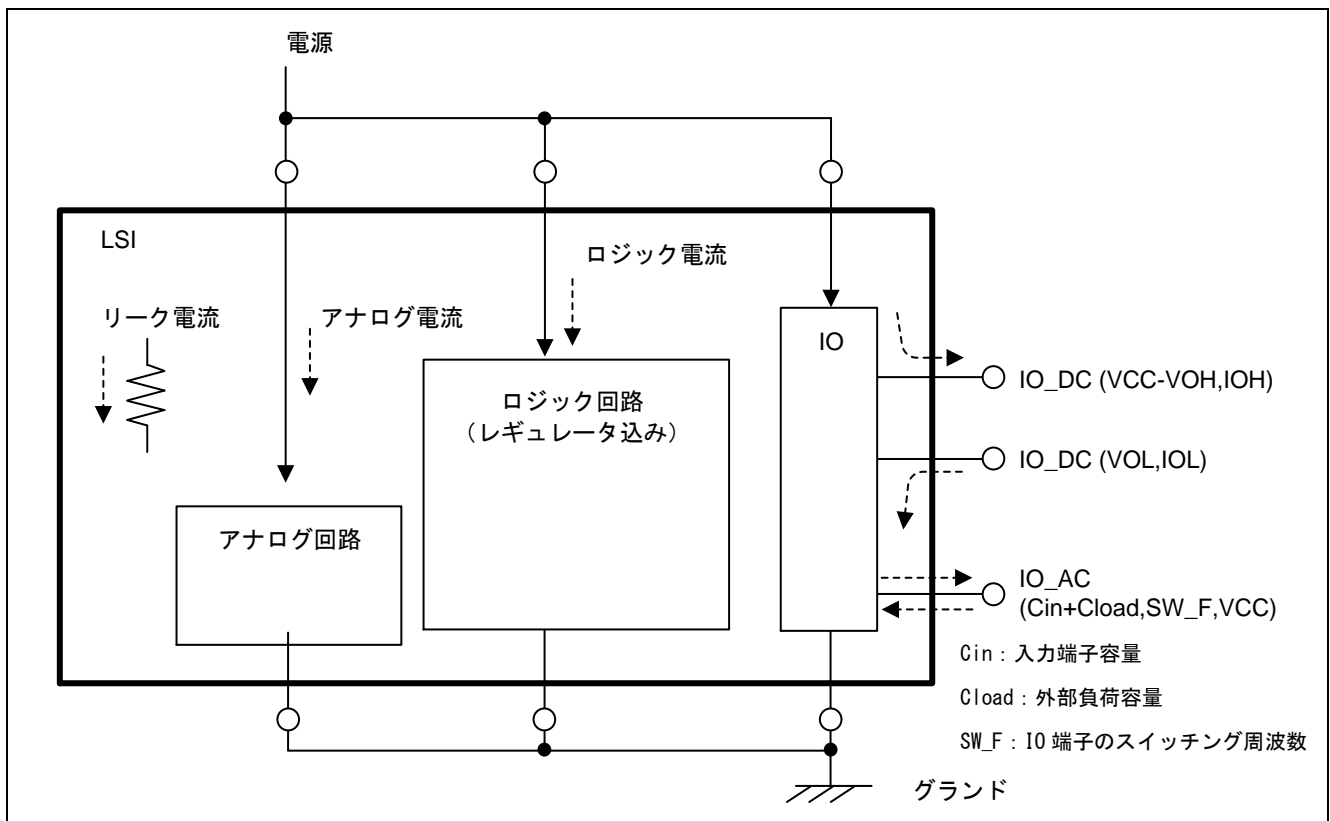 電源
LSI
ロジック電流
リーク電流
アナログ電流
IO
IO_DC (VCC-VOH,IOH)
ロジック回路
（レギュレータ込み）
IO_DC (VOL,IOL)
アナログ回路
IO_AC
(Cin+Cload,SW_F,VCC)
Cin：入力端子容量
Cload：外部負荷容量
SW_F：IO 端子のスイッチング周波数
グランド